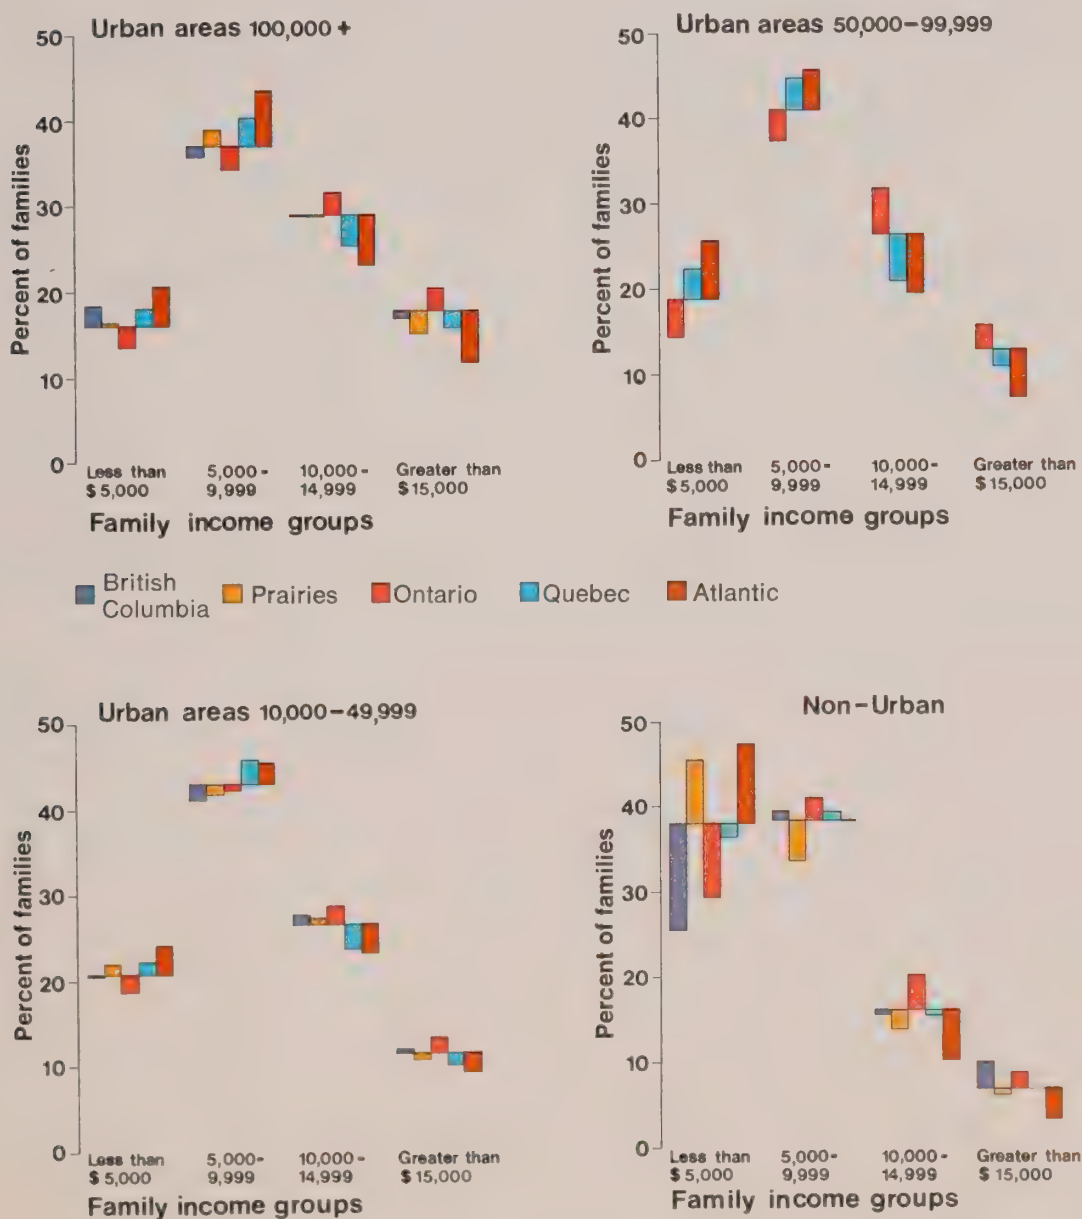 Urban areas 100,000 +
50
40
30
20
10
0
Percent of families
Less than
$ 5,000
5,000-
9,999
10,000-
14,999
Greater than
$ 15,000
Family income groups
Urban areas 50,000-99,999
50
40
30
20
10
0
Percent of families
Less than
$ 5,000
5,000-
9,999
10,000-
14,999
Greater than
$ 15,000
Family income groups
British
Columbia
Prairies
Ontario
Quebec
Atlantic
Urban areas 10,000-49,999
50
40
30
20
10
0
Percent of families
Less than
$ 5,000
5,000-
9,999
10,000-
14,999
Greater than
$ 15,000
Family income groups
Non-Urban
50
40
30
20
10
0
Percent of families
Less than
$ 5,000
5,000-
9,999
10,000-
14,999
Greater than
$ 15,000
Family income groups